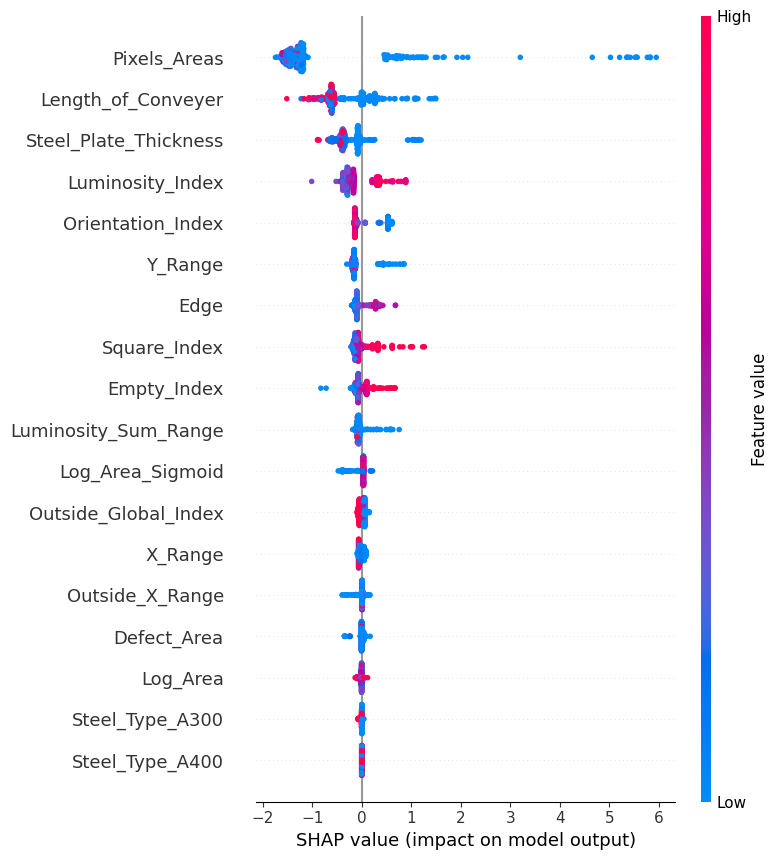 High
Pixels_Areas
Length_of_Conveyer
Steel_Plate_Thickness
Luminosity_Index
Orientation_Index
Y_Range
Edge
Square_Index
Empty_Index
Luminosity_Sum_Range
Log_Area_Sigmoid
Outside_Global_Index
X_Range
Outside_X_Range
Defect_Area
Log_Area
Steel_Type_A300
Steel_Type_A400
Feature value
Low
−2 −1 0 1 2 3 4 5 6
SHAP value (impact on model output)